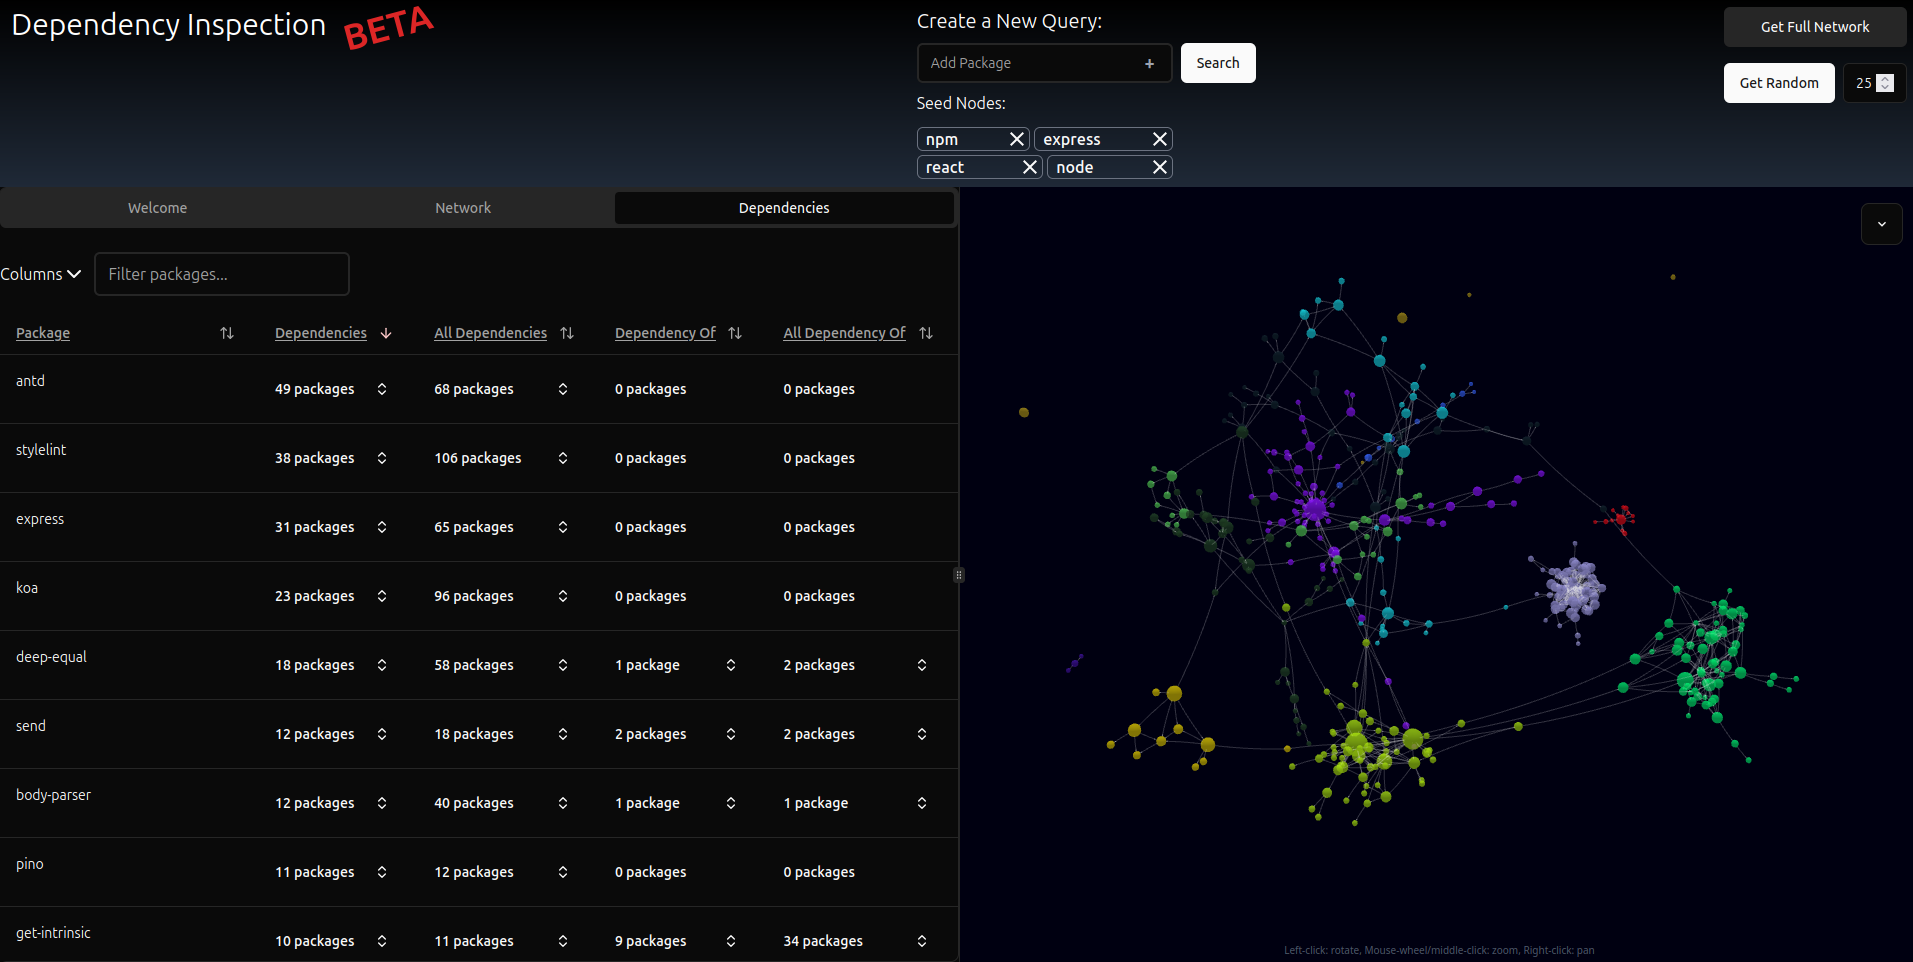 Dependency Inspection BETA
Create a New Query:
Add Package +
Search
Seed Nodes:
npm
express
react
node
Get Full Network
Get Random
25
Welcome
Network
Dependencies
Columns
Filter packages...
Package Dependencies All Dependencies Dependency Of All Dependency Of
antd 49 packages 68 packages 0 packages 0 packages
stylelint 38 packages 106 packages 0 packages 0 packages
express 31 packages 65 packages 0 packages 0 packages
koa 23 packages 96 packages 0 packages 0 packages
deep-equal 18 packages 58 packages 1 package 2 packages
send 12 packages 18 packages 2 packages 2 packages
body-parser 12 packages 40 packages 1 package 1 package
pino 11 packages 12 packages 0 packages 0 packages
get-intrinsic 10 packages 11 packages 9 packages 34 packages
Left-click: rotate, Mouse-wheel/middle-click: zoom, Right-click: pan